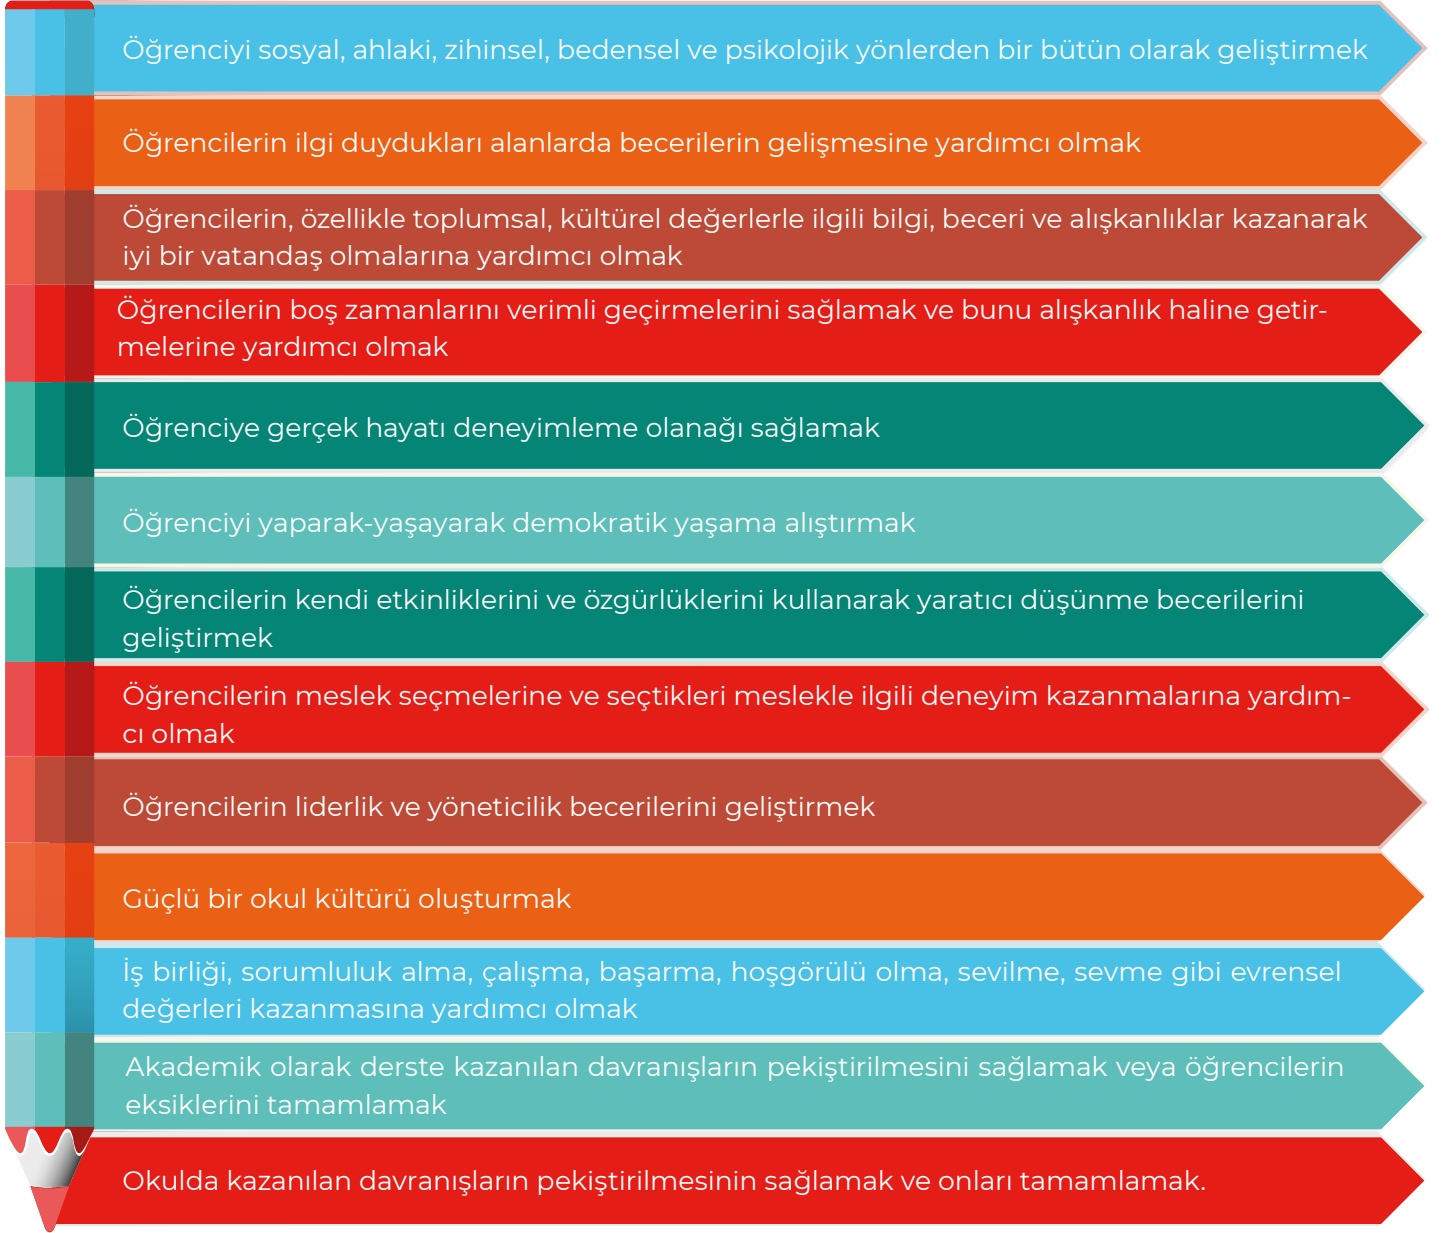 Öğrenciyi sosyal, ahlaki, zihinsel, bedensel ve psikolojik yönlerden bir bütün olarak geliştirmek
Öğrencilerin ilgi duydukları alanlarda becerilerin gelişmesine yardımcı olmak
Öğrencilerin, özellikle toplumsal, kültürel değerlerle ilgili bilgi, beceri ve alışkanlıklar kazanarak
iyi bir vatandaş olmalarına yardımcı olmak
Öğrencilerin boş zamanlarını verimli geçirmelerini sağlamak ve bunu alışkanlık haline getir-
melerine yardımcı olmak
Öğrenciye gerçek hayatı deneyimleme olanağı sağlamak
Öğrenciyi yaparak-yaşayarak demokratik yaşama alıştırmak
Öğrencilerin kendi etkinliklerini ve özgürlüklerini kullanarak yaratıcı düşünme becerilerini
geliştirmek
Öğrencilerin meslek seçmelerine ve seçtikleri meslekle ilgili deneyim kazanmalarına yardım-
cı olmak
Öğrencilerin liderlik ve yöneticilik becerilerini geliştirmek
Güçlü bir okul kültürü oluşturmak
İş birliği, sorumluluk alma, çalışma, başarma, hoşgörülü olma, sevilme, sevme gibi evrensel
değerleri kazanmasına yardımcı olmak
Akademik olarak derste kazanılan davranışların pekiştirilmesini sağlamak veya öğrencilerin
eksiklerini tamamlamak
Okulda kazanılan davranışların pekiştirilmesinin sağlamak ve onları tamamlamak.